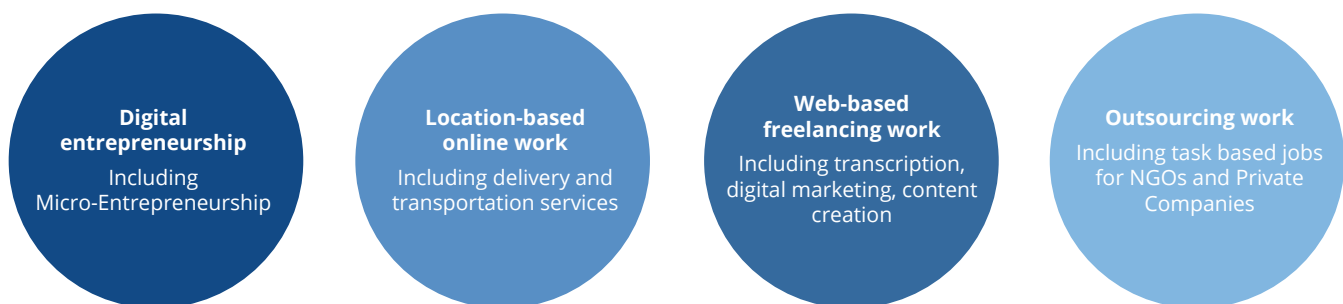 Digital
entrepreneurship
Including
Micro-Entrepreneurship
Location-based
online work
Including delivery and
transportation services
Web-based
freelancing work
Including transcription,
digital marketing, content
creation
Outsourcing work
Including task based jobs
for NGOs and Private
Companies